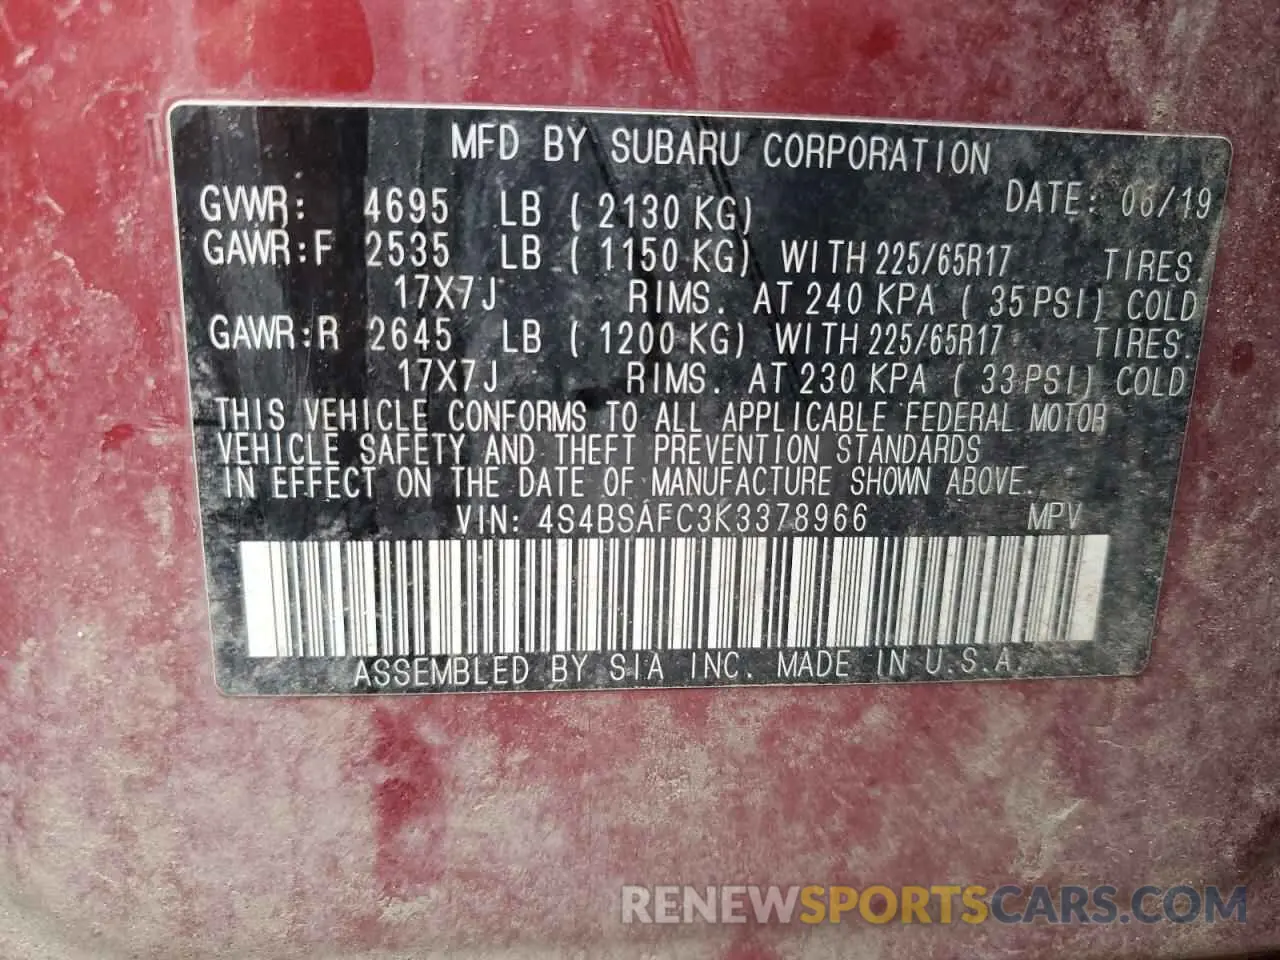 MFD BY SUBARU CORPORATION
DATE: 06/19
GVWR: 4695 LB ( 2130 KG)
GAWR:F 2535 LB ( 1150 KG) WITH 225/65R17 TIRES.
17X7J RIMS. AT 240 KPA ( 35 PSI) COLD
GAWR:R 2645 LB ( 1200 KG) WITH 225/65R17 TIRES.
17X7J RIMS. AT 230 KPA ( 33 PSI) COLD
THIS VEHICLE CONFORMS TO ALL APPLICABLE FEDERAL MOTOR
VEHICLE SAFETY AND THEFT PREVENTION STANDARDS
IN EFFECT ON THE DATE OF MANUFACTURE SHOWN ABOVE.
VIN: 4S4BSAFC3K3378966 MPV
ASSEMBLED BY SIA INC. MADE IN U.S.A.
RENEWSPORTSCARS.COM